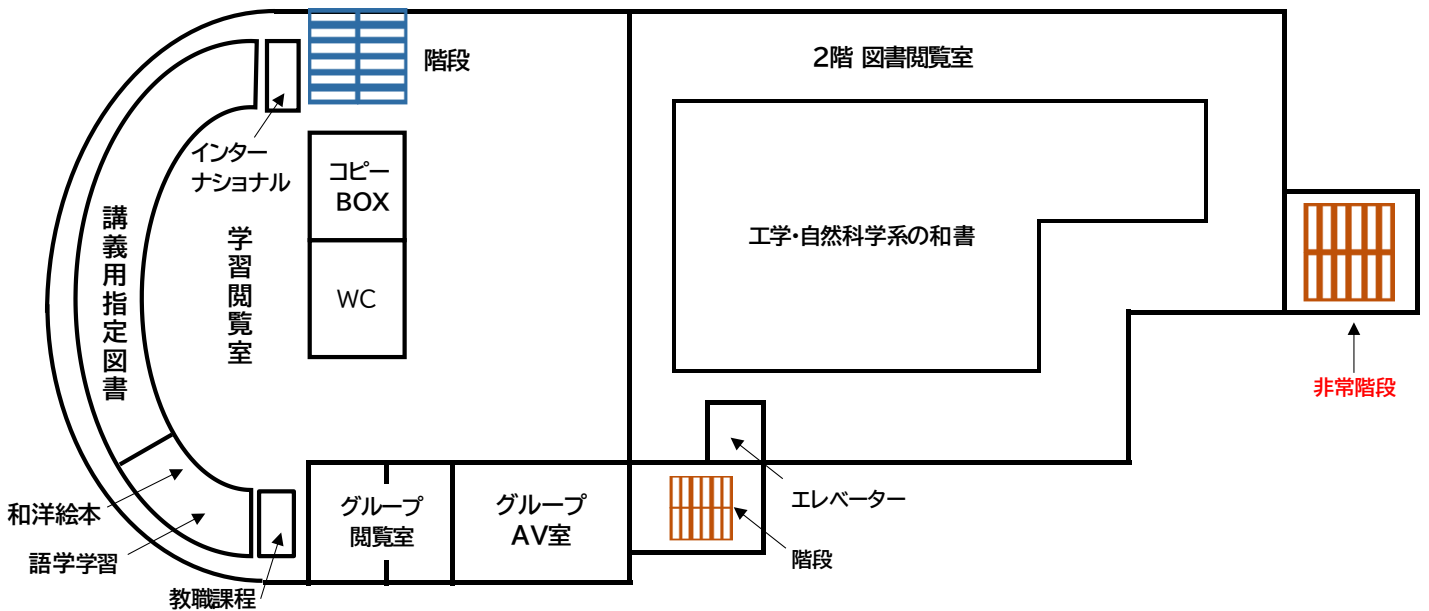 階段
2階 図書閲覧室
インター
ナショナル
コピー
BOX
講義用指定図書
学習閲覧室
工学・自然科学系の和書
WC
非常階段
和洋絵本
語学学習
教職課程
グループ
閲覧室
グループ
AV室
エレベーター
階段